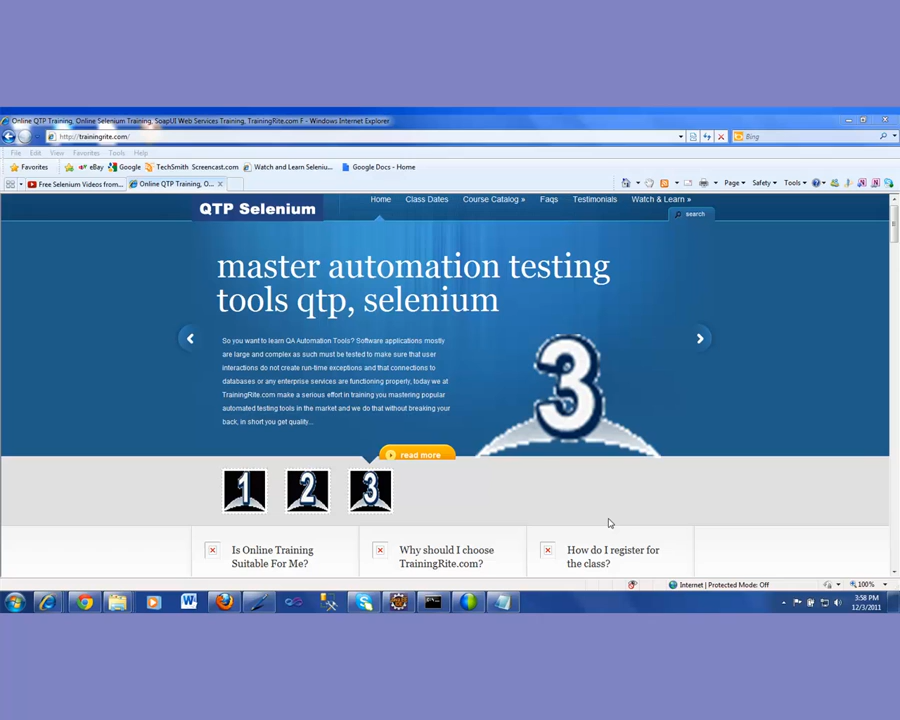 Online QTP Training, Online Selenium Training, SoapUI Web Services Training, TrainingRite.com F - Windows Internet Explorer
http://trainingrite.com/
Bing
File Edit View Favorites Tools Help
Favorites eBay Google TechSmith Screencast.com Watch and Learn Seleniu... Google Docs - Home
Free Selenium Videos from... Online QTP Training, O... Page Safety Tools
QTP Selenium
Home Class Dates Course Catalog » Faqs Testimonials Watch & Learn »
search
master automation testing
tools qtp, selenium
So you want to learn QA Automation Tools? Software applications mostly
are large and complex as such must be tested to make sure that user
interactions do not create run-time exceptions and that connections to
databases or any enterprise services are functioning properly, today we at
TrainingRite.com make a serious effort in training you mastering popular
automated testing tools in the market and we do that without breaking your
back, in short you get quality...
3
read more
1 2 3
Is Online Training
Suitable For Me?
Why should I choose
TrainingRite.com?
How do I register for
the class?
Internet | Protected Mode: Off
100%
3:58 PM
12/3/2011